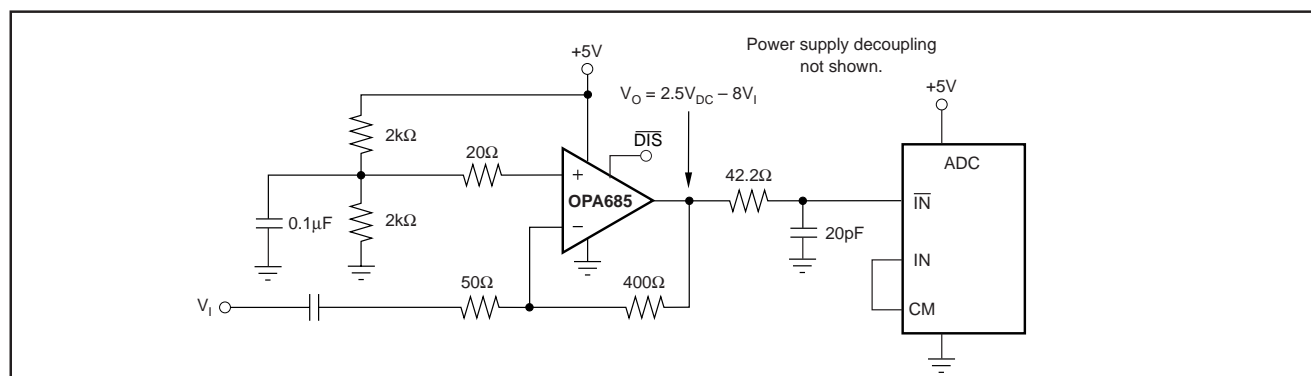 Power supply decoupling
not shown.
+5V
V_O = 2.5V_DC – 8V_I
+5V
2kΩ
DIS
ADC
20Ω
42.2Ω
+
OPA685
IN
–
0.1µF
2kΩ
20pF
IN
50Ω
400Ω
V_I
CM